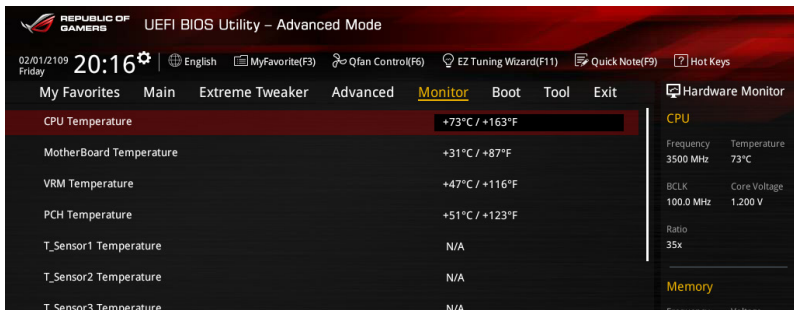 REPUBLIC OF
GAMERS
UEFI BIOS Utility – Advanced Mode
02/01/2109
Friday
20:16
English
MyFavorite(F3)
Qfan Control(F6)
EZ Tuning Wizard(F11)
Quick Note(F9)
? Hot Keys
My Favorites Main Extreme Tweaker Advanced Monitor Boot Tool Exit
Hardware Monitor
CPU Temperature +73°C / +163°F
MotherBoard Temperature +31°C / +87°F
VRM Temperature +47°C / +116°F
PCH Temperature +51°C / +123°F
T_Sensor1 Temperature N/A
T_Sensor2 Temperature N/A
T_Sensor3 Temperature N/A
CPU
Frequency Temperature
3500 MHz 73°C
BCLK Core Voltage
100.0 MHz 1.200 V
Ratio
35x
Memory
Frequency Voltage